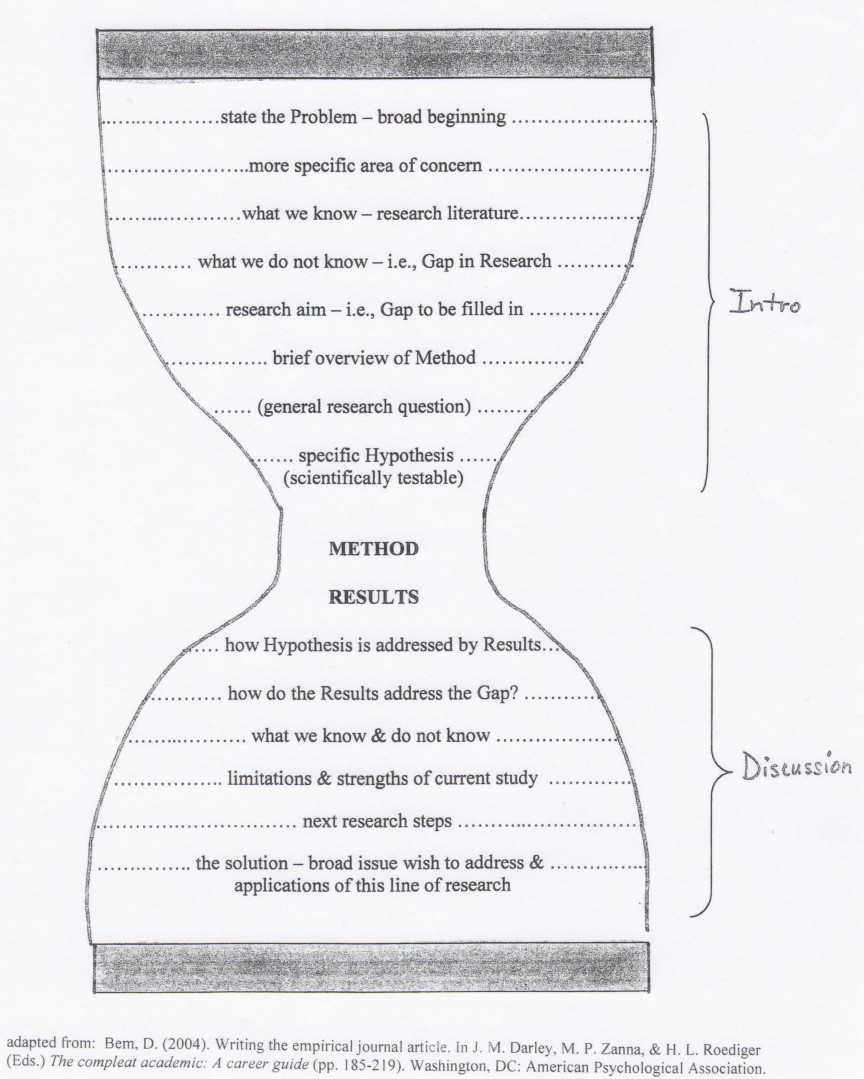 ....................state the Problem – broad beginning ........................
.........................more specific area of concern ...........................
.......................what we know – research literature.....................
............ what we do not know – i.e., Gap in Research ............
............ research aim – i.e., Gap to be filled in ............
............... brief overview of Method ...............
...... (general research question) ........
....... specific Hypothesis ......
(scientifically testable)
Intro
METHOD
RESULTS
..... how Hypothesis is addressed by Results...
........... how do the Results address the Gap? ............
................... what we know & do not know ...................
................. limitations & strengths of current study .............
................................ next research steps .............................
............... the solution – broad issue wish to address & ...............
applications of this line of research
Discussion
adapted from: Bem, D. (2004). Writing the empirical journal article. In J. M. Darley, M. P. Zanna, & H. L. Roediger
(Eds.) The compleat academic: A career guide (pp. 185-219). Washington, DC: American Psychological Association.